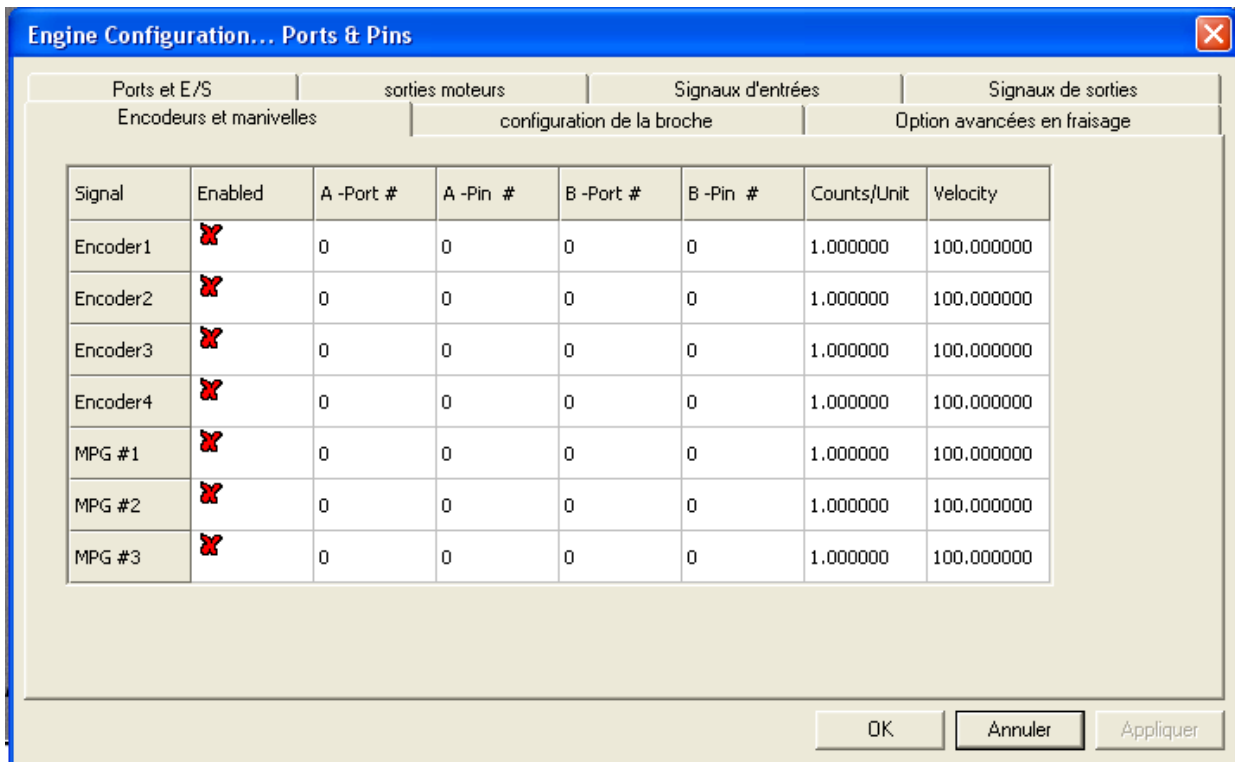 Engine Configuration... Ports & Pins
Ports et E/S sorties moteurs Signaux d'entrées Signaux de sorties
Encodeurs et manivelles configuration de la broche Option avancées en fraisage
Signal Enabled A -Port # A -Pin # B -Port # B -Pin # Counts/Unit Velocity
Encoder1 0 0 0 0 1.000000 100.000000
Encoder2 0 0 0 0 1.000000 100.000000
Encoder3 0 0 0 0 1.000000 100.000000
Encoder4 0 0 0 0 1.000000 100.000000
MPG #1 0 0 0 0 1.000000 100.000000
MPG #2 0 0 0 0 1.000000 100.000000
MPG #3 0 0 0 0 1.000000 100.000000
OK Annuler Appliquer